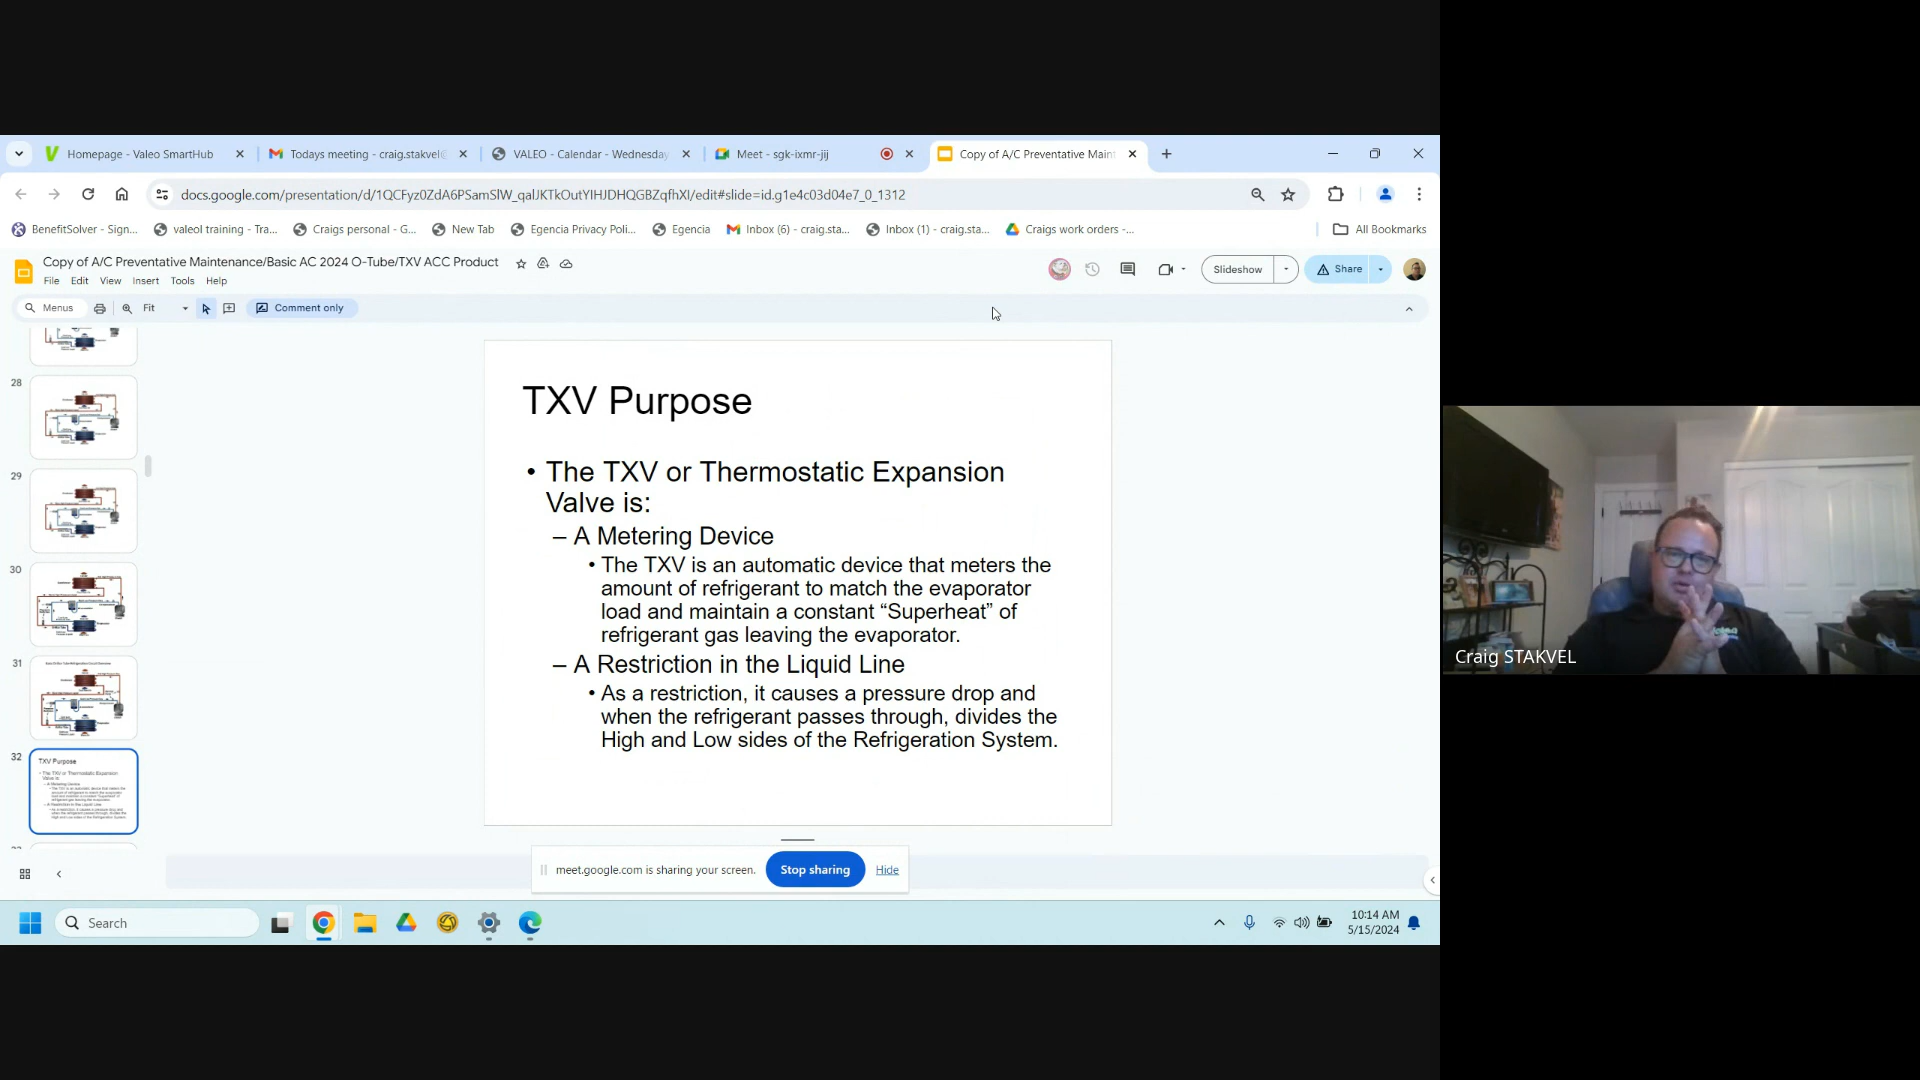 Homepage - Valeo SmartHub
Todays meeting - craig.stakvel@
VALEO - Calendar - Wednesday
Meet - sgk-ixmr-jij
Copy of A/C Preventative Maint
docs.google.com/presentation/d/1QCFyz0ZdA6PSamSlW_qalJKTkOutYIHJDHQGBZqfhXI/edit#slide=id.g1e4c03d04e7_0_1312
BenefitSolver - Sign...
valeol training - Tra...
Craigs personal - G...
New Tab
Egencia Privacy Poli...
Egencia
Inbox (6) - craig.sta...
Inbox (1) - craig.sta...
Craigs work orders -...
All Bookmarks
Copy of A/C Preventative Maintenance/Basic AC 2024 O-Tube/TXV ACC Product
File Edit View Insert Tools Help
Slideshow
Share
Menus
Fit
Comment only
28
29
30
31
32
TXV Purpose
TXV Purpose
• The TXV or Thermostatic Expansion
Valve is:
– A Metering Device
• The TXV is an automatic device that meters the
amount of refrigerant to match the evaporator
load and maintain a constant “Superheat” of
refrigerant gas leaving the evaporator.
– A Restriction in the Liquid Line
• As a restriction, it causes a pressure drop and
when the refrigerant passes through, divides the
High and Low sides of the Refrigeration System.
meet.google.com is sharing your screen.
Stop sharing
Hide
Search
10:14 AM
5/15/2024
Craig STAKVEL